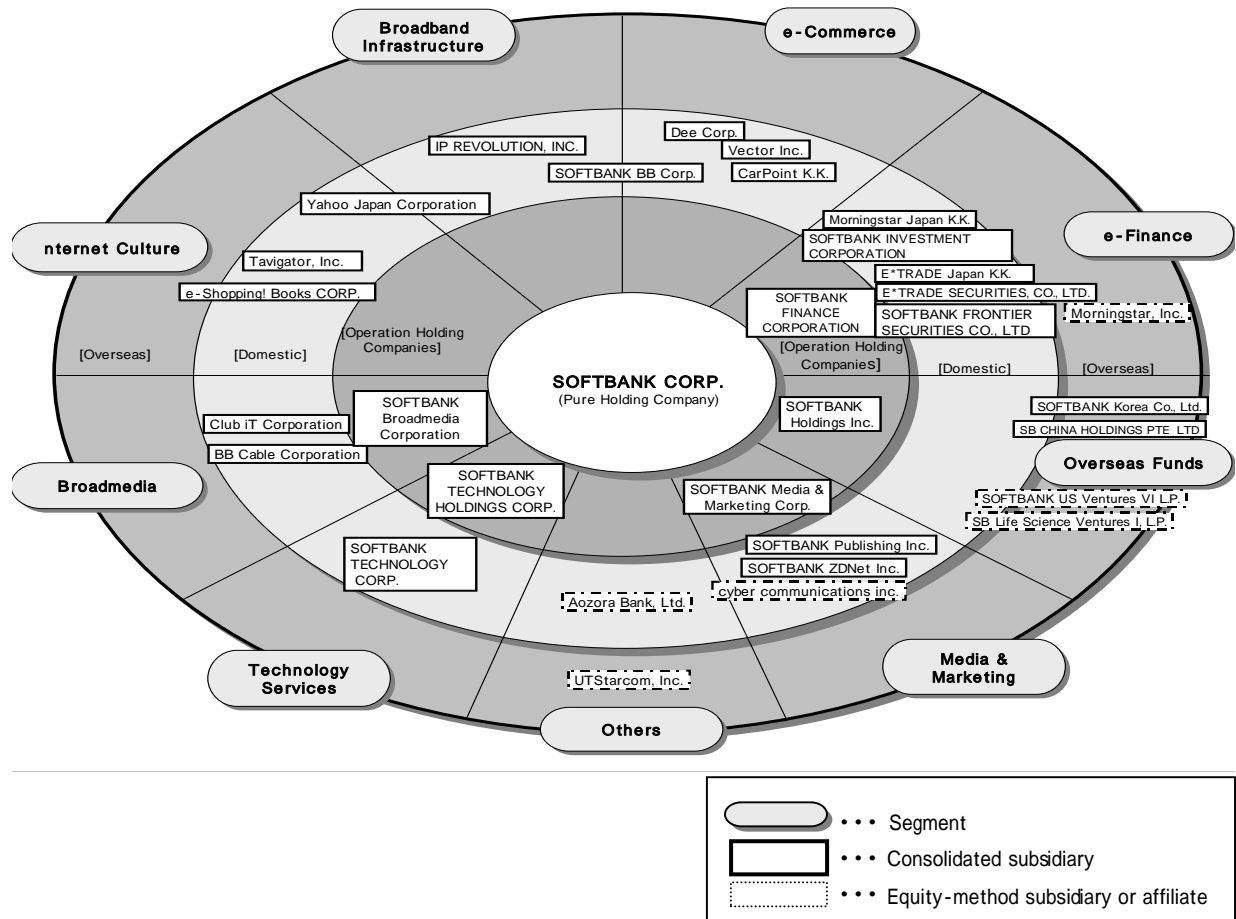 Broadband
Infrastructure
e-Commerce
IP REVOLUTION, INC.
SOFTBANK BB Corp.
Dee Corp.
Vector Inc.
CarPoint K.K.
Yahoo Japan Corporation
nternet Culture
Tavigator, Inc.
e-Shopping! Books CORP.
Morningstar Japan K.K.
SOFTBANK INVESTMENT
CORPORATION
e-Finance
E*TRADE Japan K.K.
E*TRADE SECURITIES, CO., LTD.
SOFTBANK
FINANCE
CORPORATION
SOFTBANK FRONTIER
SECURITIES CO., LTD
Morningstar, Inc.
[Overseas]
[Domestic]
[Operation Holding
Companies]
[Operation Holding
Companies]
[Domestic]
[Overseas]
SOFTBANK CORP.
(Pure Holding Company)
SOFTBANK
Broadmedia
Corporation
Club iT Corporation
BB Cable Corporation
Broadmedia
SOFTBANK
Holdings Inc.
SOFTBANK Korea Co., Ltd.
SB CHINA HOLDINGS PTE LTD
Overseas Funds
SOFTBANK US Ventures VI L.P.
SB Life Science Ventures I, L.P.
SOFTBANK
TECHNOLOGY
HOLDINGS CORP.
SOFTBANK Media &
Marketing Corp.
SOFTBANK
TECHNOLOGY
CORP.
SOFTBANK Publishing Inc.
SOFTBANK ZDNet Inc.
cyber communications inc.
Aozora Bank, Ltd.
Technology
Services
UTStarcom, Inc.
Media &
Marketing
Others
••• Segment
••• Consolidated subsidiary
••• Equity-method subsidiary or affiliate